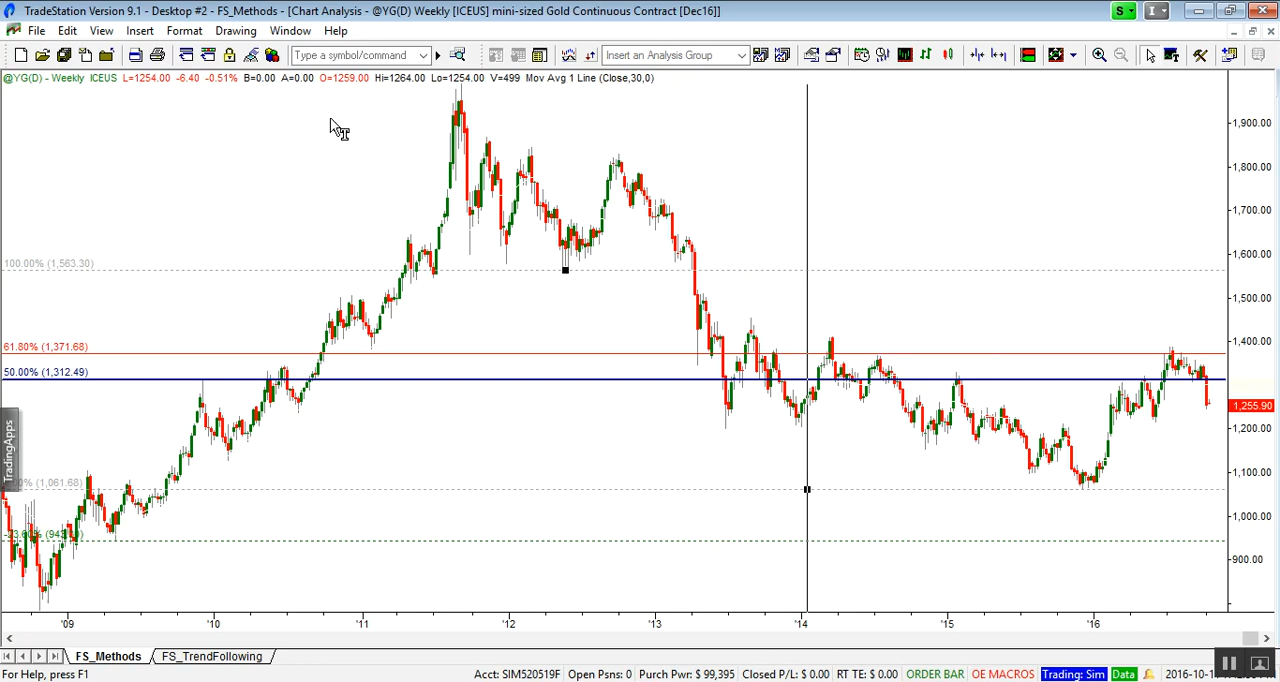 TradeStation Version 9.1 - Desktop #2 - FS_Methods - [Chart Analysis - @YG(D) Weekly [ICEUS] mini-sized Gold Continuous Contract [Dec16]]
S
I
File Edit View Insert Format Drawing Window Help
Type a symbol/command
Insert an Analysis Group
@YG(D) - Weekly ICEUS L=1254.00 -6.40 -0.51% B=0.00 A=0.00 O=1259.00 Hi=1264.00 Lo=1254.00 V=499 Mov Avg 1 Line (Close,30,0)
1,900.00
1,800.00
1,700.00
1,600.00
100.00% (1,563.30)
1,500.00
1,400.00
61.80% (1,371.68)
50.00% (1,312.49)
1,255.90
1,200.00
TradingApps
1,100.00
(1,061.68)
1,000.00
900.00
'09 '10 '11 '12 '13 '14 '15 '16
FS_Methods FS_TrendFollowing
For Help, press F1
Acct: SIM520519F Open Psns: 0 Purch Pwr: $ 99,395 Closed P/L: $ 0.00 RT TE: $ 0.00 ORDER BAR OE MACROS Trading: Sim Data